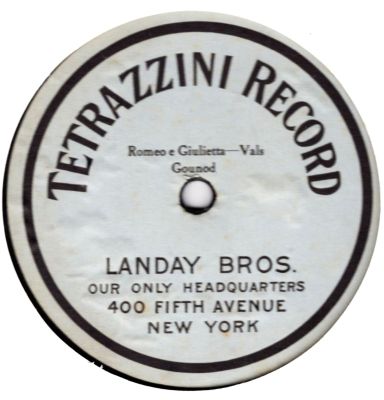 TETRAZZINI RECORD
Romeo e Giulietta—Vals
Gounod
LANDAY BROS.
OUR ONLY HEADQUARTERS
400 FIFTH AVENUE
NEW YORK